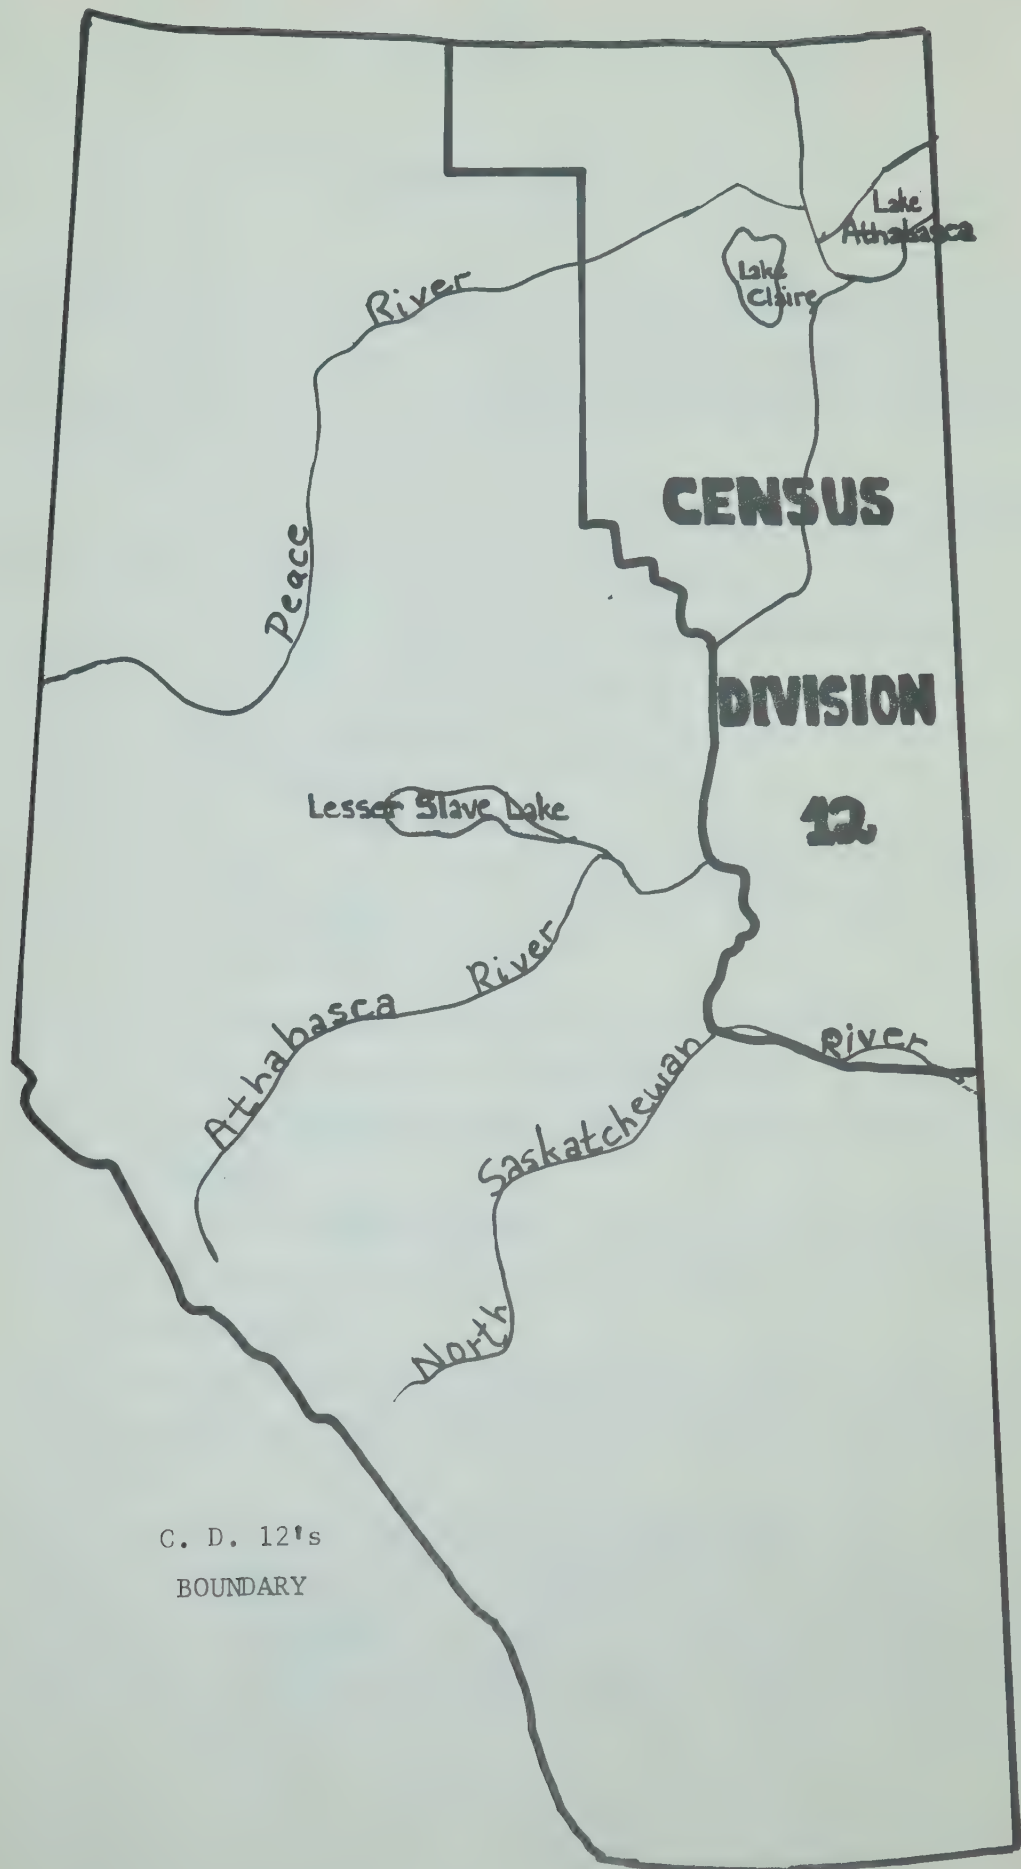 Lake
Athabasca
Lake
Claire
River
Peace
CENSUS
DIVISION
12
Lesser Slave Lake
Athabasca River
North Saskatchewan River
C. D. 12's
BOUNDARY